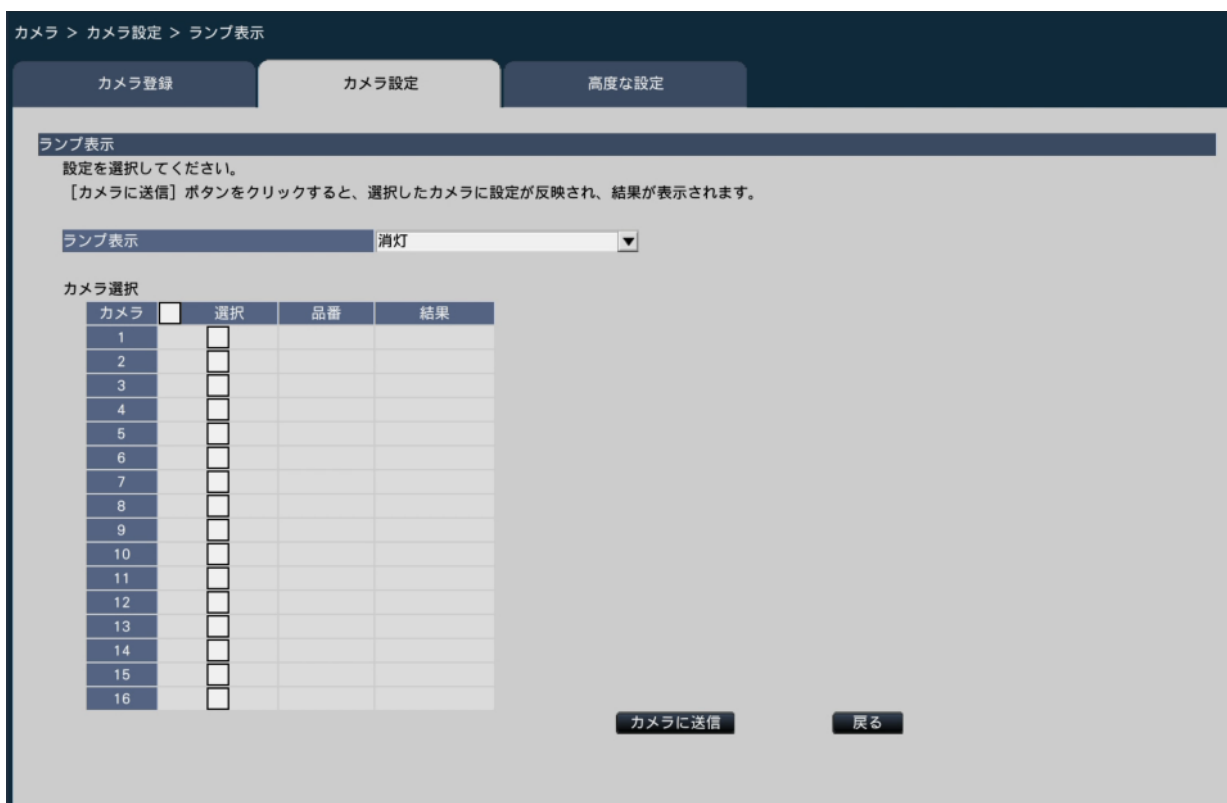 カメラ > カメラ設定 > ランプ表示
カメラ登録 カメラ設定 高度な設定
ランプ表示
設定を選択してください。
［カメラに送信］ボタンをクリックすると、選択したカメラに設定が反映され、結果が表示されます。
ランプ表示 消灯
カメラ選択
カメラ 選択 品番 結果
1
2
3
4
5
6
7
8
9
10
11
12
13
14
15
16
カメラに送信 戻る